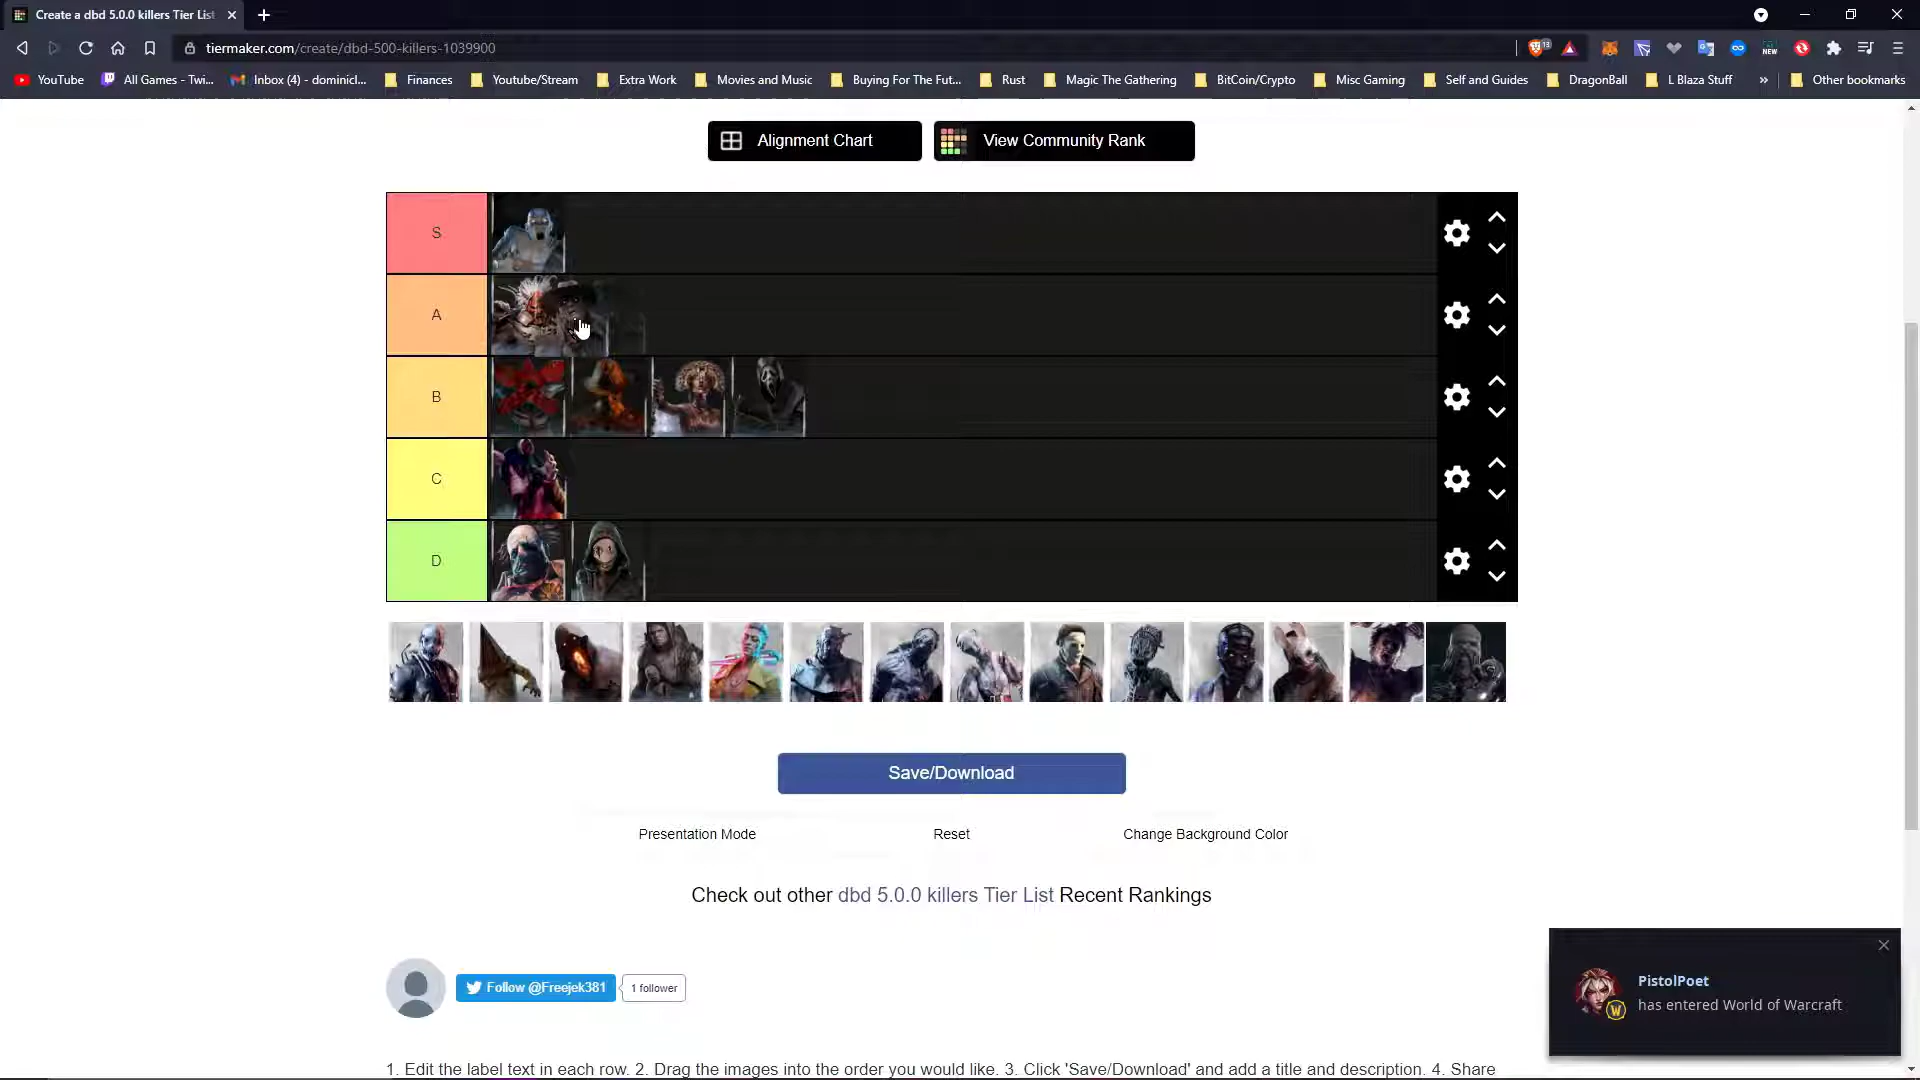 Create a dbd 5.0.0 killers Tier List
tiermaker.com/create/dbd-500-killers-1039900
13
NEW
YouTube
All Games - Twi...
Inbox (4) - dominicl...
Finances
Youtube/Stream
Extra Work
Movies and Music
Buying For The Fut...
Rust
Magic The Gathering
BitCoin/Crypto
Misc Gaming
Self and Guides
DragonBall
L Blaza Stuff
»
Other bookmarks
Alignment Chart
View Community Rank
S
A
B
C
D
Save/Download
Presentation Mode
Reset
Change Background Color
Check out other dbd 5.0.0 killers Tier List Recent Rankings
Follow @Freejek381
1 follower
PistolPoet
has entered World of Warcraft
1. Edit the label text in each row. 2. Drag the images into the order you would like. 3. Click 'Save/Download' and add a title and description. 4. Share